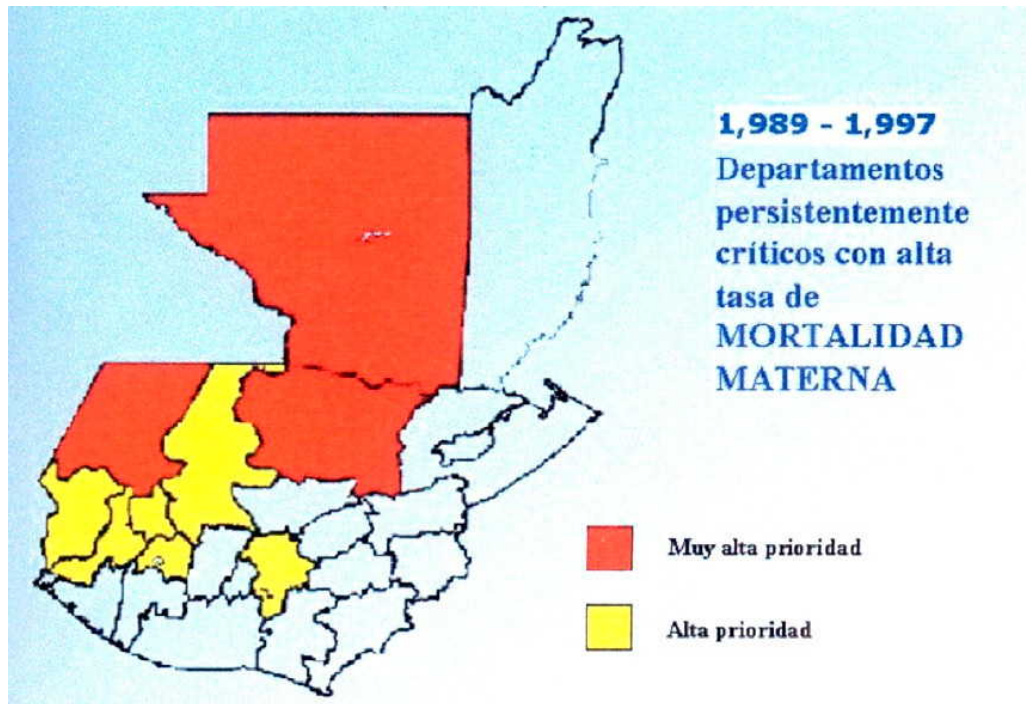 1,989 - 1,997
Departamentos
persistentemente
críticos con alta
tasa de
MORTALIDAD
MATERNA
Muy alta prioridad
Alta prioridad